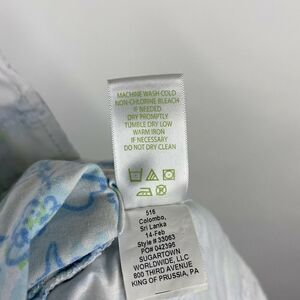 MACHINE WASH COLD
NON-CHLORINE BLEACH
IF NEEDED
DRY PROMPTLY
TUMBLE DRY LOW
WARM IRON
IF NECESSARY
DO NOT DRY CLEAN
516
Colombo,
Sri Lanka
14-Feb
Style # 33063
PO# 042395
SUGARTOWN
WORLDWIDE, LLC
800 THIRD AVENUE
KING OF PRUSSIA, PA